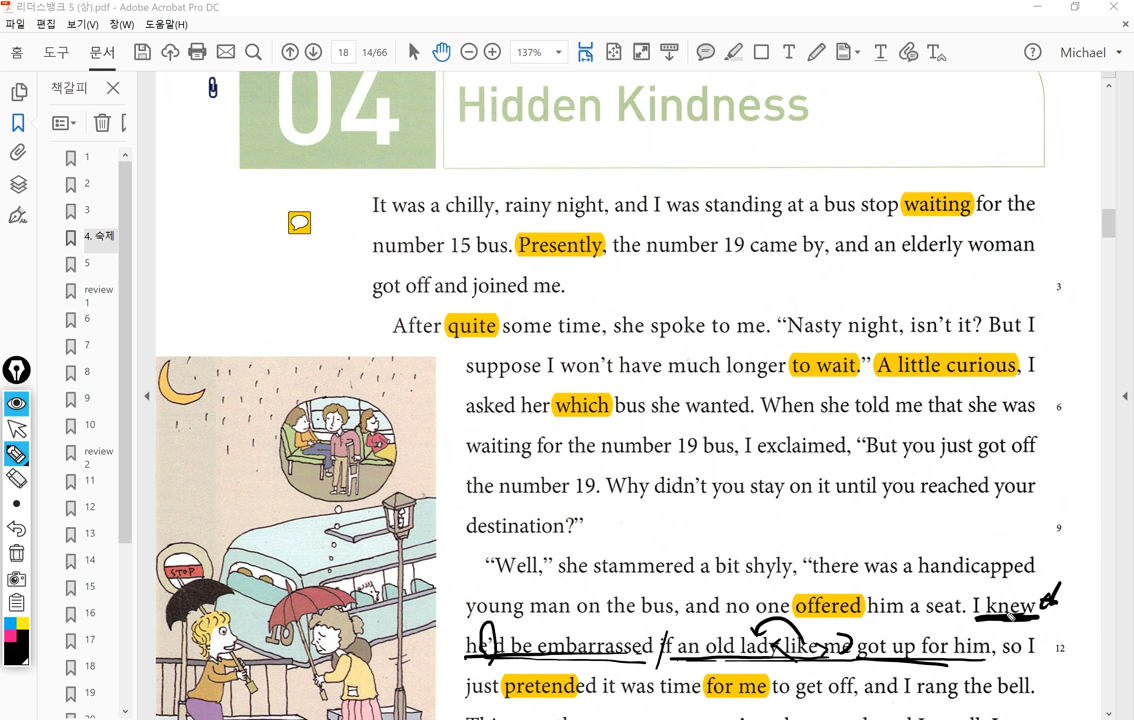 리더스뱅크 5 (상).pdf - Adobe Acrobat Pro DC
파일 편집 보기(V) 창(W) 도움말(H)
홈 도구 문서 18 14/66 137% Michael
책갈피
1
2
3
4. 숙제
5
review 1
6
7
8
9
10
review 2
11
12
13
14
15
16
17
18
19
04 Hidden Kindness
It was a chilly, rainy night, and I was standing at a bus stop waiting for the
number 15 bus. Presently, the number 19 came by, and an elderly woman
got off and joined me. 3
After quite some time, she spoke to me. “Nasty night, isn’t it? But I
suppose I won’t have much longer to wait.” A little curious, I
asked her which bus she wanted. When she told me that she was 6
waiting for the number 19 bus, I exclaimed, “But you just got off
the number 19. Why didn’t you stay on it until you reached your
destination?” 9
“Well,” she stammered a bit shyly, “there was a handicapped
young man on the bus, and no one offered him a seat. I knew
he’d be embarrassed if an old lady like me got up for him, so I 12
just pretended it was time for me to get off, and I rang the bell.
STOP